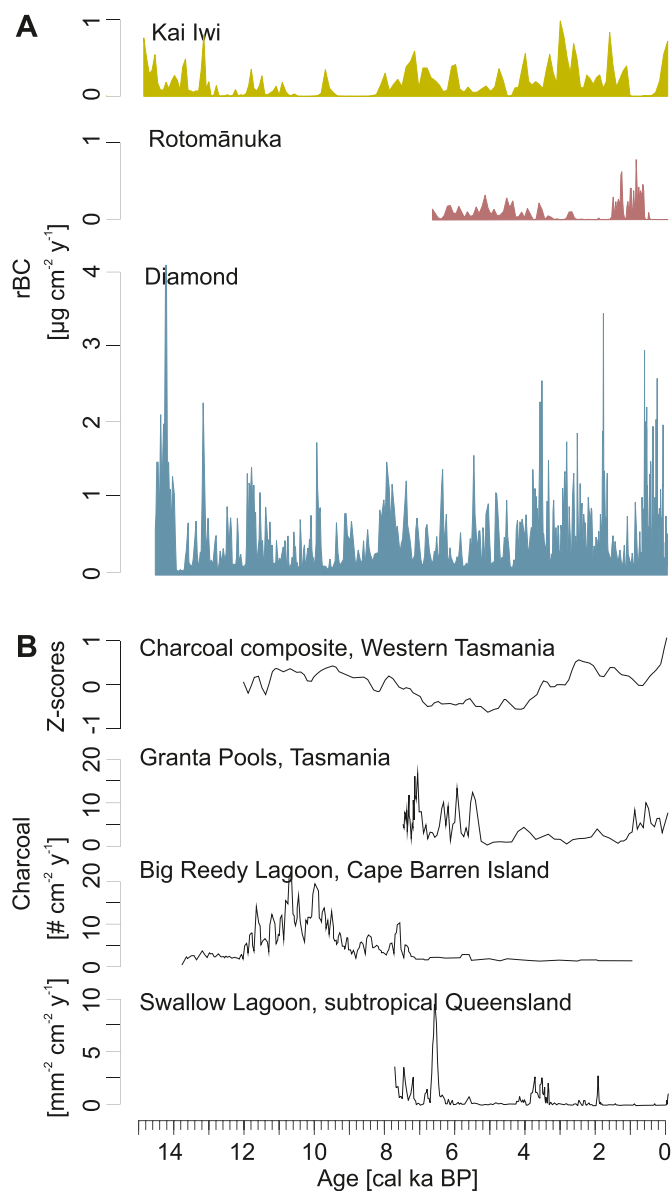 A
Kai Iwi
1
0
Rotomānuka
1
0
rBC
[µg cm-2 y-1]
Diamond
4
3
2
1
0
B
Charcoal composite, Western Tasmania
Z-scores
1
0
-1
Granta Pools, Tasmania
20
10
0
Charcoal
[# cm-2 y-1]
Big Reedy Lagoon, Cape Barren Island
20
10
0
Swallow Lagoon, subtropical Queensland
[mm-2 cm-2 y-1]
10
5
0
14 12 10 8 6 4 2 0
Age [cal ka BP]